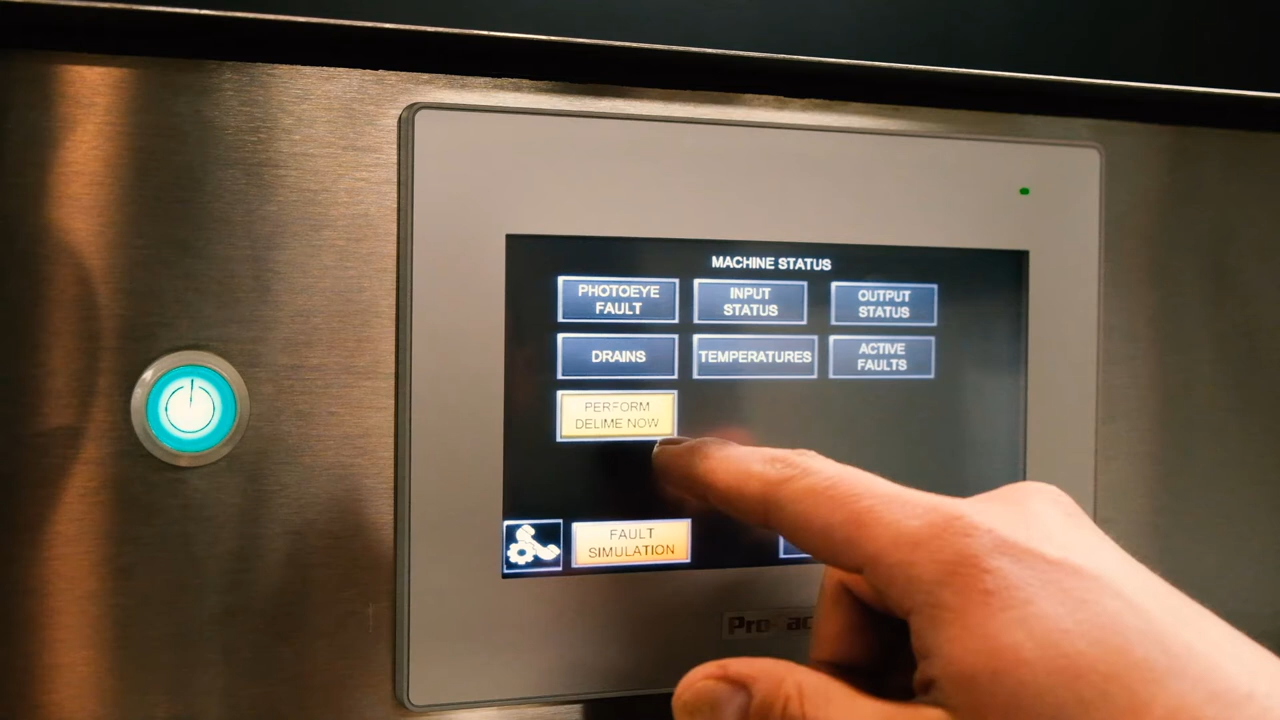 MACHINE STATUS
PHOTOEYE
FAULT
INPUT
STATUS
OUTPUT
STATUS
DRAINS
TEMPERATURES
ACTIVE
FAULTS
PERFORM
DELIME NOW
FAULT
SIMULATION